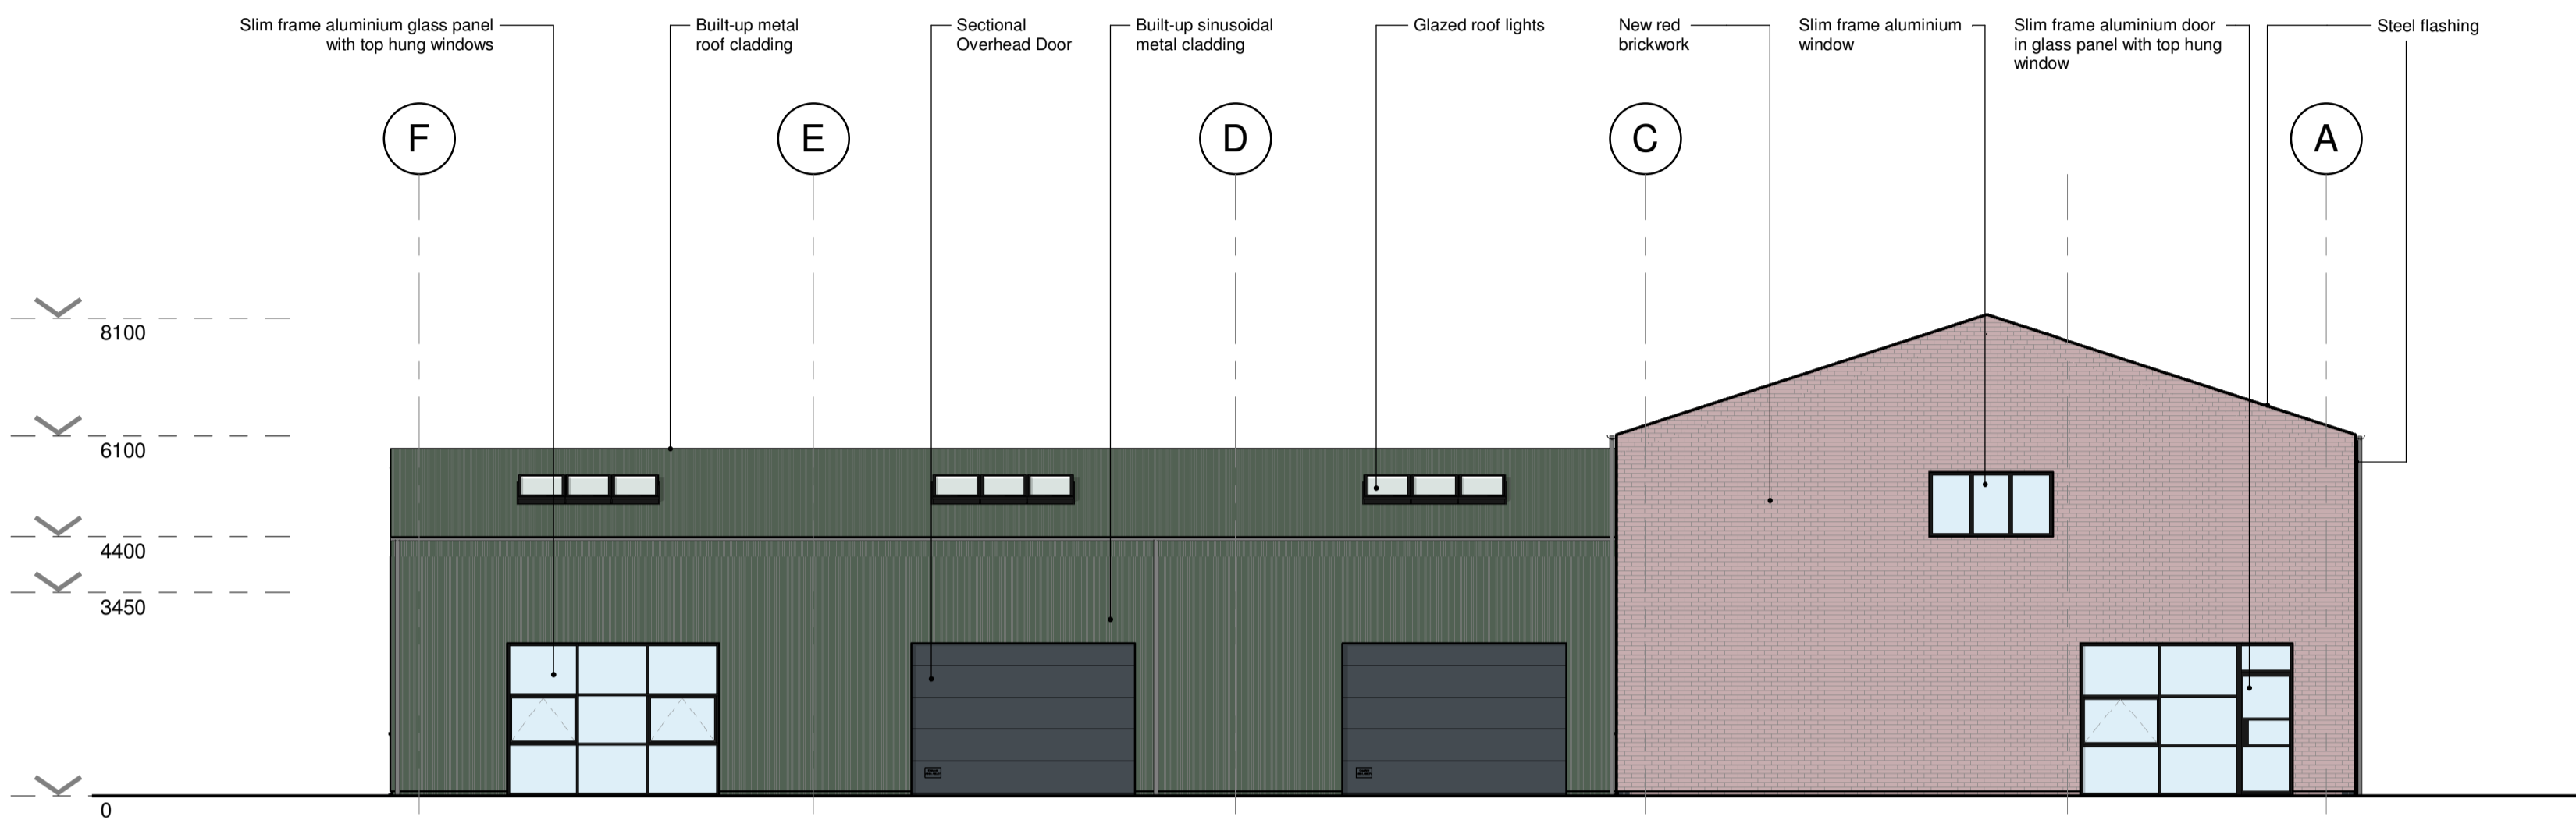 Slim frame aluminium glass panel
with top hung windows
Built-up metal
roof cladding
Sectional
Overhead Door
Built-up sinusoidal
metal cladding
Glazed roof lights
New red
brickwork
Slim frame aluminium
window
Slim frame aluminium door
in glass panel with top hung
window
Steel flashing
F
E
D
C
A
8100
6100
4400
3450
0